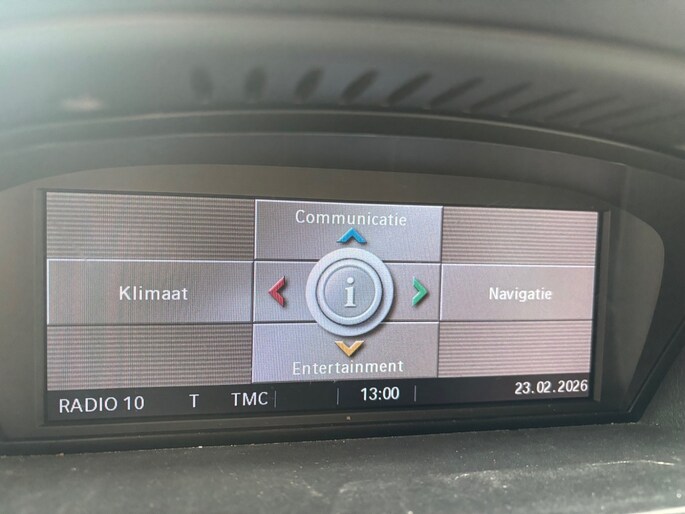 Communicatie
Klimaat
i
Navigatie
Entertainment
RADIO 10 T TMC 13:00 23.02.2026